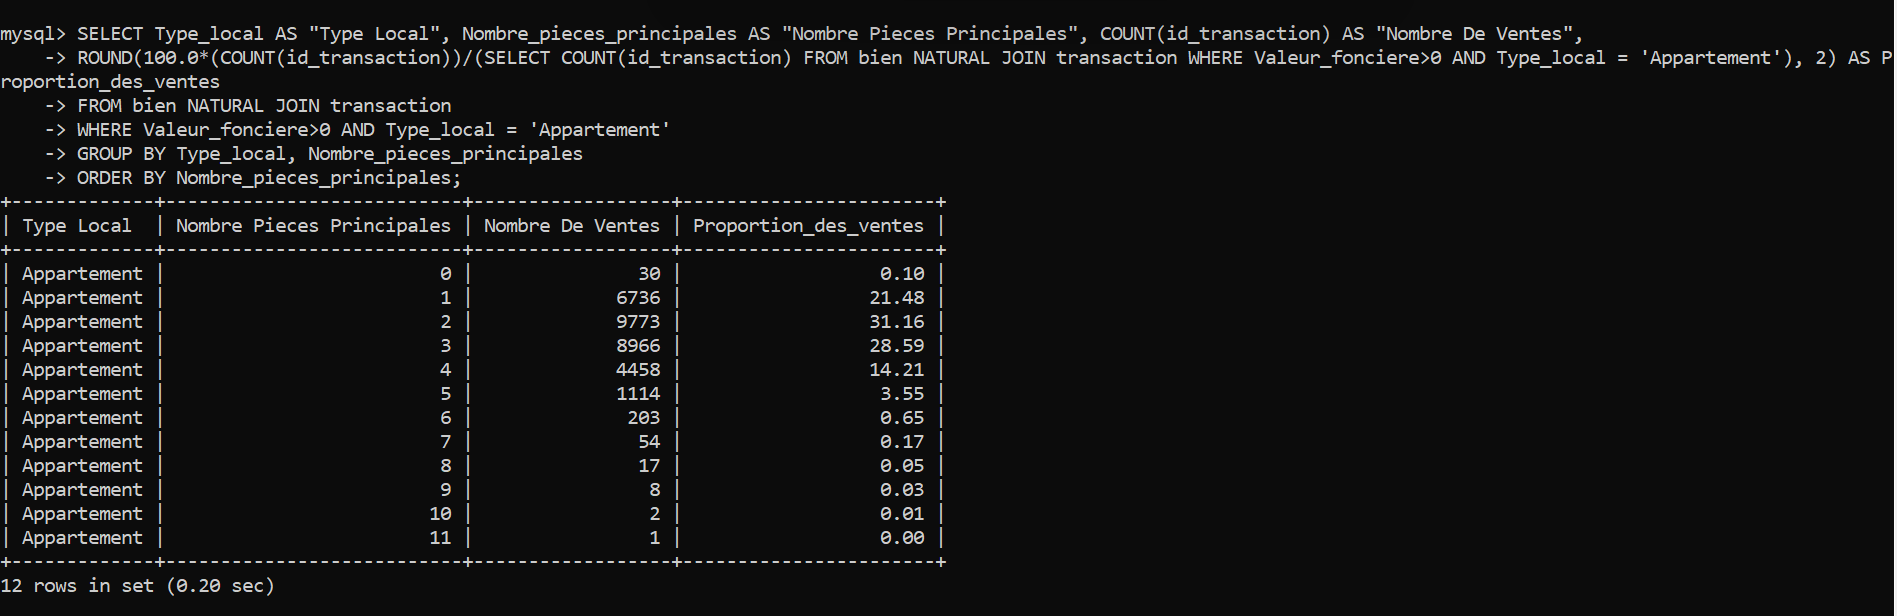 mysql> SELECT Type_local AS "Type Local", Nombre_pieces_principales AS "Nombre Pieces Principales", COUNT(id_transaction) AS "Nombre De Ventes",
    -> ROUND(100.0*(COUNT(id_transaction))/(SELECT COUNT(id_transaction) FROM bien NATURAL JOIN transaction WHERE Valeur_fonciere>0 AND Type_local = 'Appartement'), 2) AS P
roportion_des_ventes
    -> FROM bien NATURAL JOIN transaction
    -> WHERE Valeur_fonciere>0 AND Type_local = 'Appartement'
    -> GROUP BY Type_local, Nombre_pieces_principales
    -> ORDER BY Nombre_pieces_principales;
+-------------+---------------------------+------------------+-----------------------+
| Type Local  | Nombre Pieces Principales | Nombre De Ventes | Proportion_des_ventes |
+-------------+---------------------------+------------------+-----------------------+
| Appartement |                         0 |               30 |                  0.10 |
| Appartement |                         1 |             6736 |                 21.48 |
| Appartement |                         2 |             9773 |                 31.16 |
| Appartement |                         3 |             8966 |                 28.59 |
| Appartement |                         4 |             4458 |                 14.21 |
| Appartement |                         5 |             1114 |                  3.55 |
| Appartement |                         6 |              203 |                  0.65 |
| Appartement |                         7 |               54 |                  0.17 |
| Appartement |                         8 |               17 |                  0.05 |
| Appartement |                         9 |                8 |                  0.03 |
| Appartement |                        10 |                2 |                  0.01 |
| Appartement |                        11 |                1 |                  0.00 |
+-------------+---------------------------+------------------+-----------------------+
12 rows in set (0.20 sec)